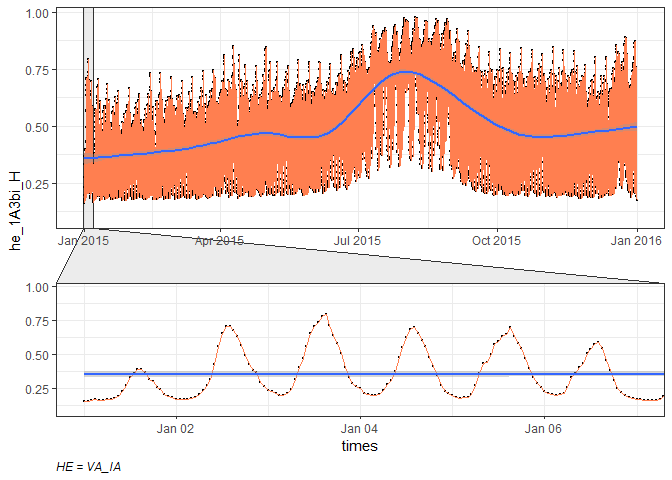 1.00
0.75
0.50
0.25
he_1A3bi_H
Jan 2015
Apr 2015
Jul 2015
Oct 2015
Jan 2016
1.00
0.75
0.50
0.25
Jan 02
Jan 04
Jan 06
times
HE = VA_IA